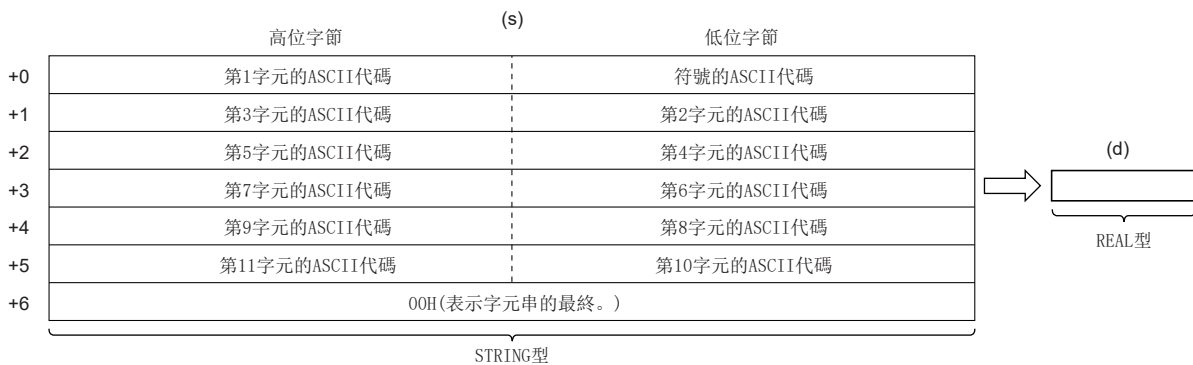 (s)
高位字節 低位字節
+0 第1字元的ASCII代碼 符號的ASCII代碼
+1 第3字元的ASCII代碼 第2字元的ASCII代碼
+2 第5字元的ASCII代碼 第4字元的ASCII代碼
+3 第7字元的ASCII代碼 第6字元的ASCII代碼
+4 第9字元的ASCII代碼 第8字元的ASCII代碼
+5 第11字元的ASCII代碼 第10字元的ASCII代碼
+6 00H(表示字元串的最終。)
STRING型
(d)
REAL型